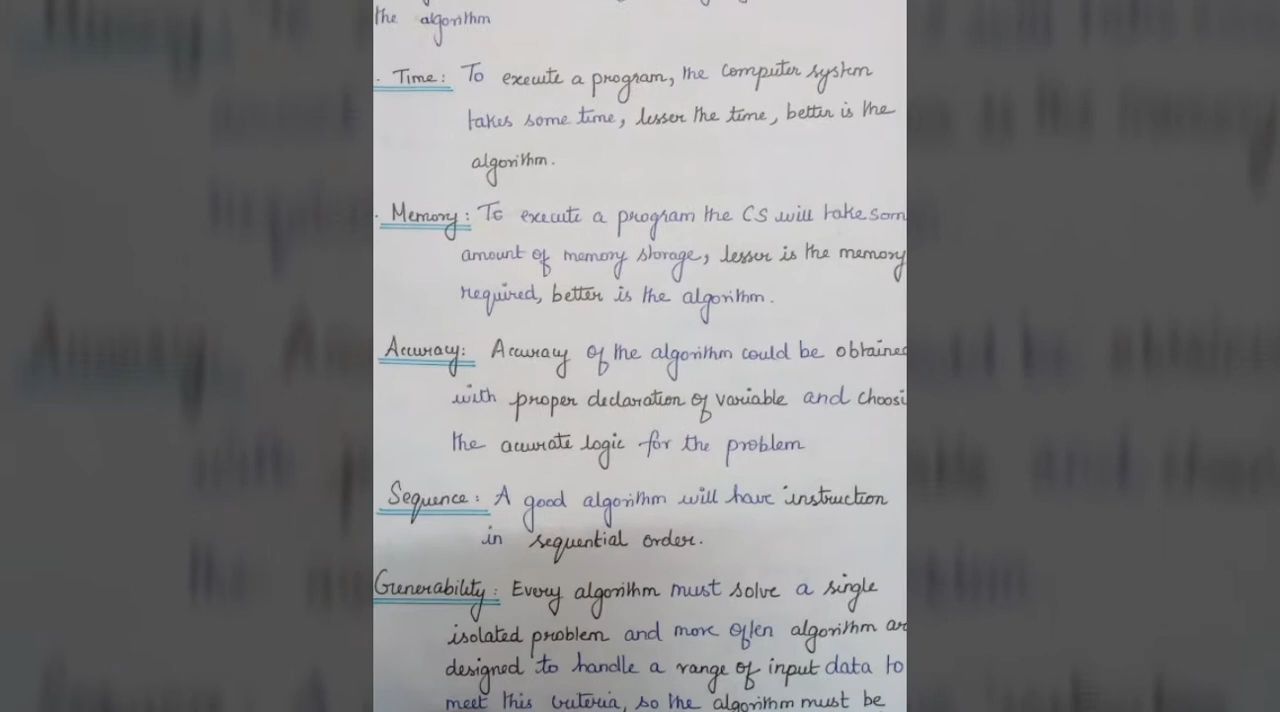 the algorithm
. Time: To execute a program, the computer system
takes some time, lesser the time, better is the
algorithm.
. Memory: To execute a program the CS will take som
amount of memory storage, lesser is the memory
required, better is the algorithm.
Accuracy: Accuracy of the algorithm could be obtained
with proper declaration of variable and choosi
the accurate logic for the problem
Sequence: A good algorithm will have instruction
in sequential order.
Generability: Every algorithm must solve a single
isolated problem and more often algorithm ar
designed to handle a range of input data to
meet this criteria, so the algorithm must be